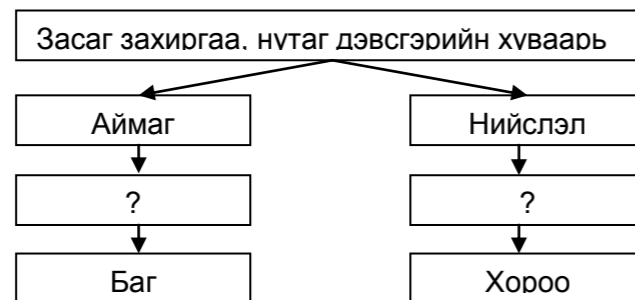 Засаг захиргаа, нутаг дэвсгэрийн хуваарь
Аймаг
Нийслэл
?
?
Баг
Хороо